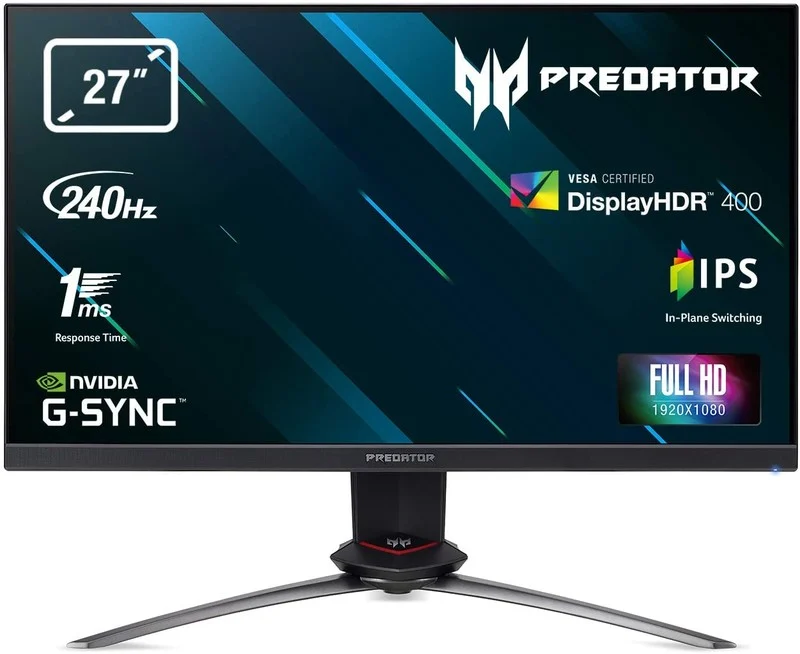 27"
PREDATOR
240Hz
VESA CERTIFIED
DisplayHDR™ 400
1ms
Response Time
IPS
In-Plane Switching
NVIDIA
G-SYNC™
FULL HD
1920X1080
PREDATOR